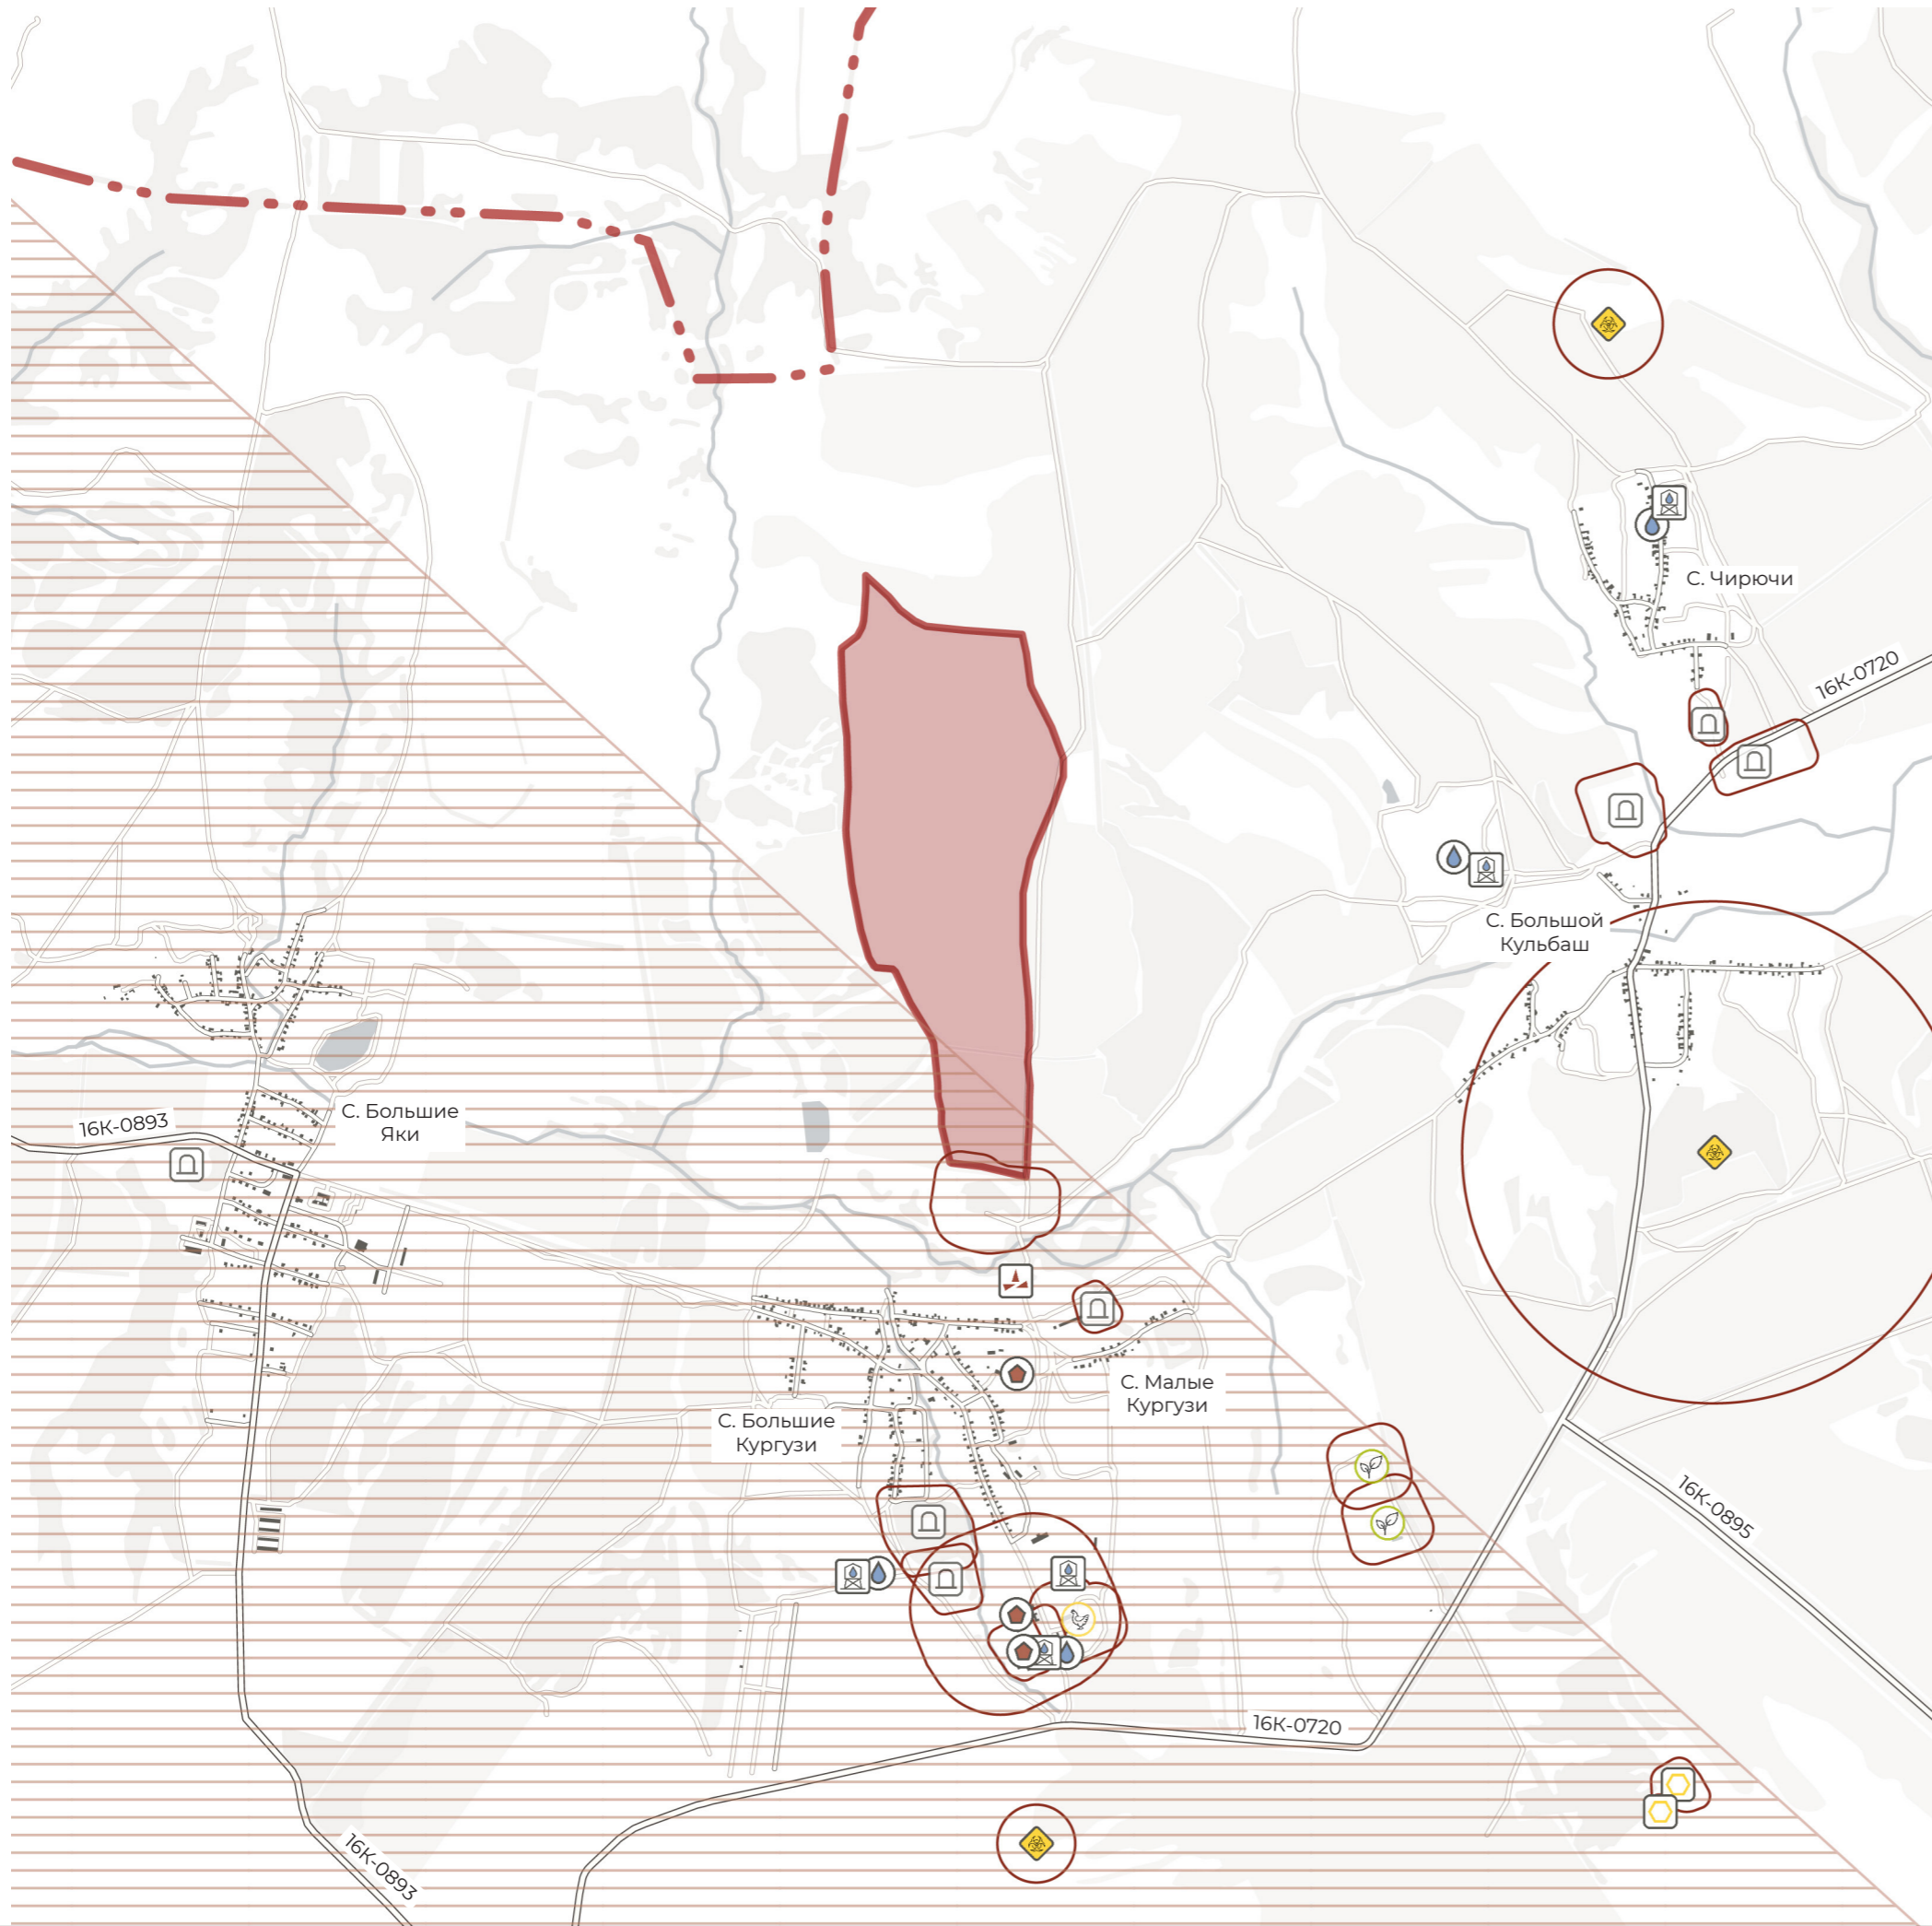 С. Чирючи
16К-0720
С. Большой
Кульбаш
16К-0893
С. Большие
Яки
С. Малые
Кургузи
С. Большие
Кургузи
16К-0895
16К-0720
16К-0893